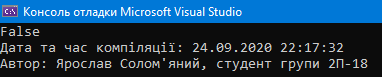 Консоль отладки Microsoft Visual Studio
False
Дата та час компіляції: 24.09.2020 22:17:32
Автор: Ярослав Солом'яний, студент групи 2П-18